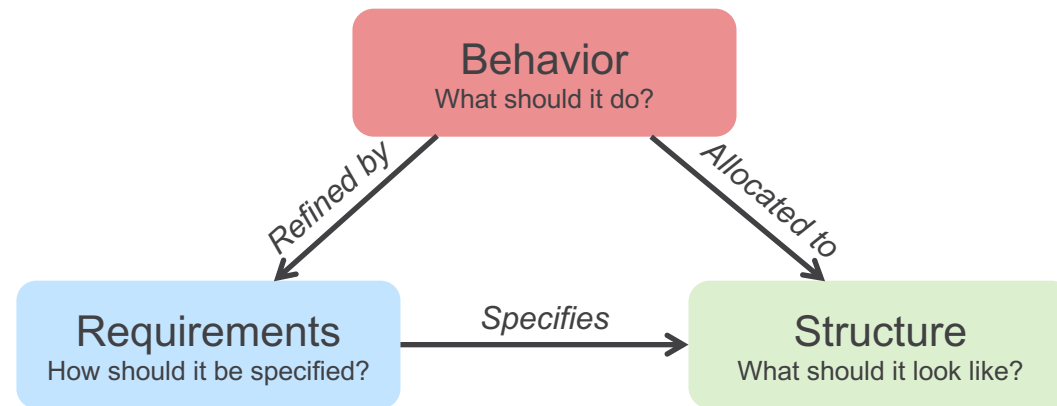 Behavior
What should it do?
Refined by
Allocated to
Requirements
How should it be specified?
Specifies
Structure
What should it look like?